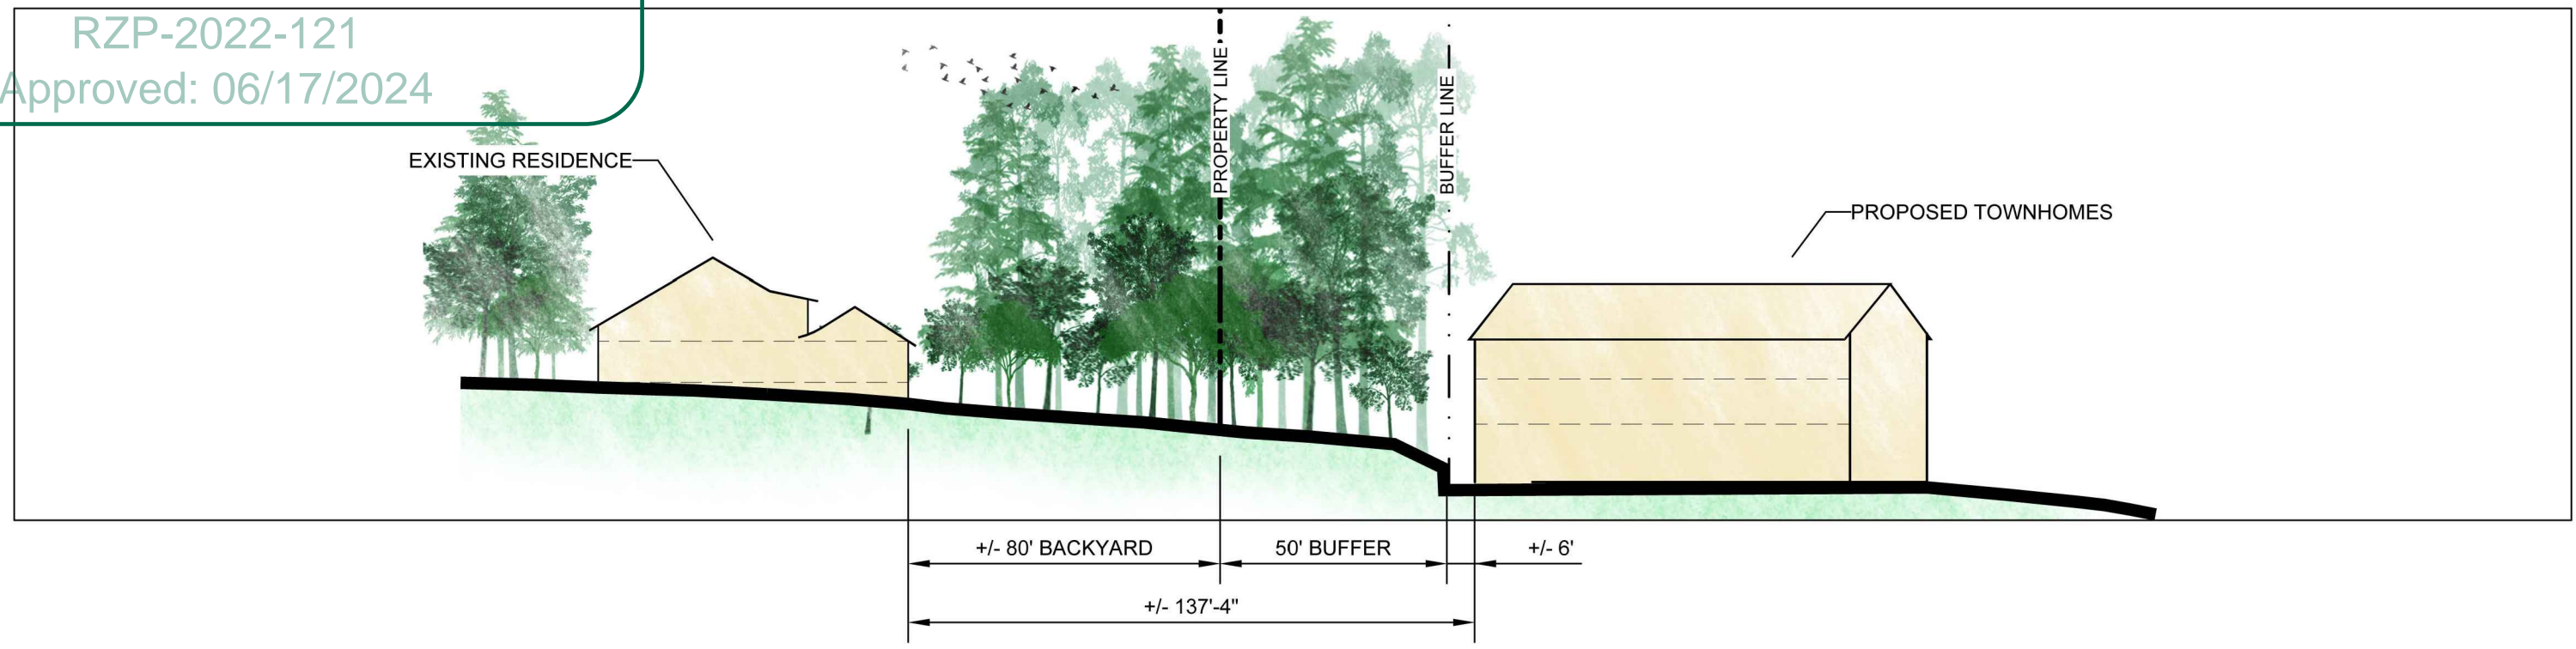 RZP-2022-121
Approved: 06/17/2024
EXISTING RESIDENCE
PROPERTY LINE
BUFFER LINE
PROPOSED TOWNHOMES
+/- 80' BACKYARD
50' BUFFER
+/- 6'
+/- 137'-4"